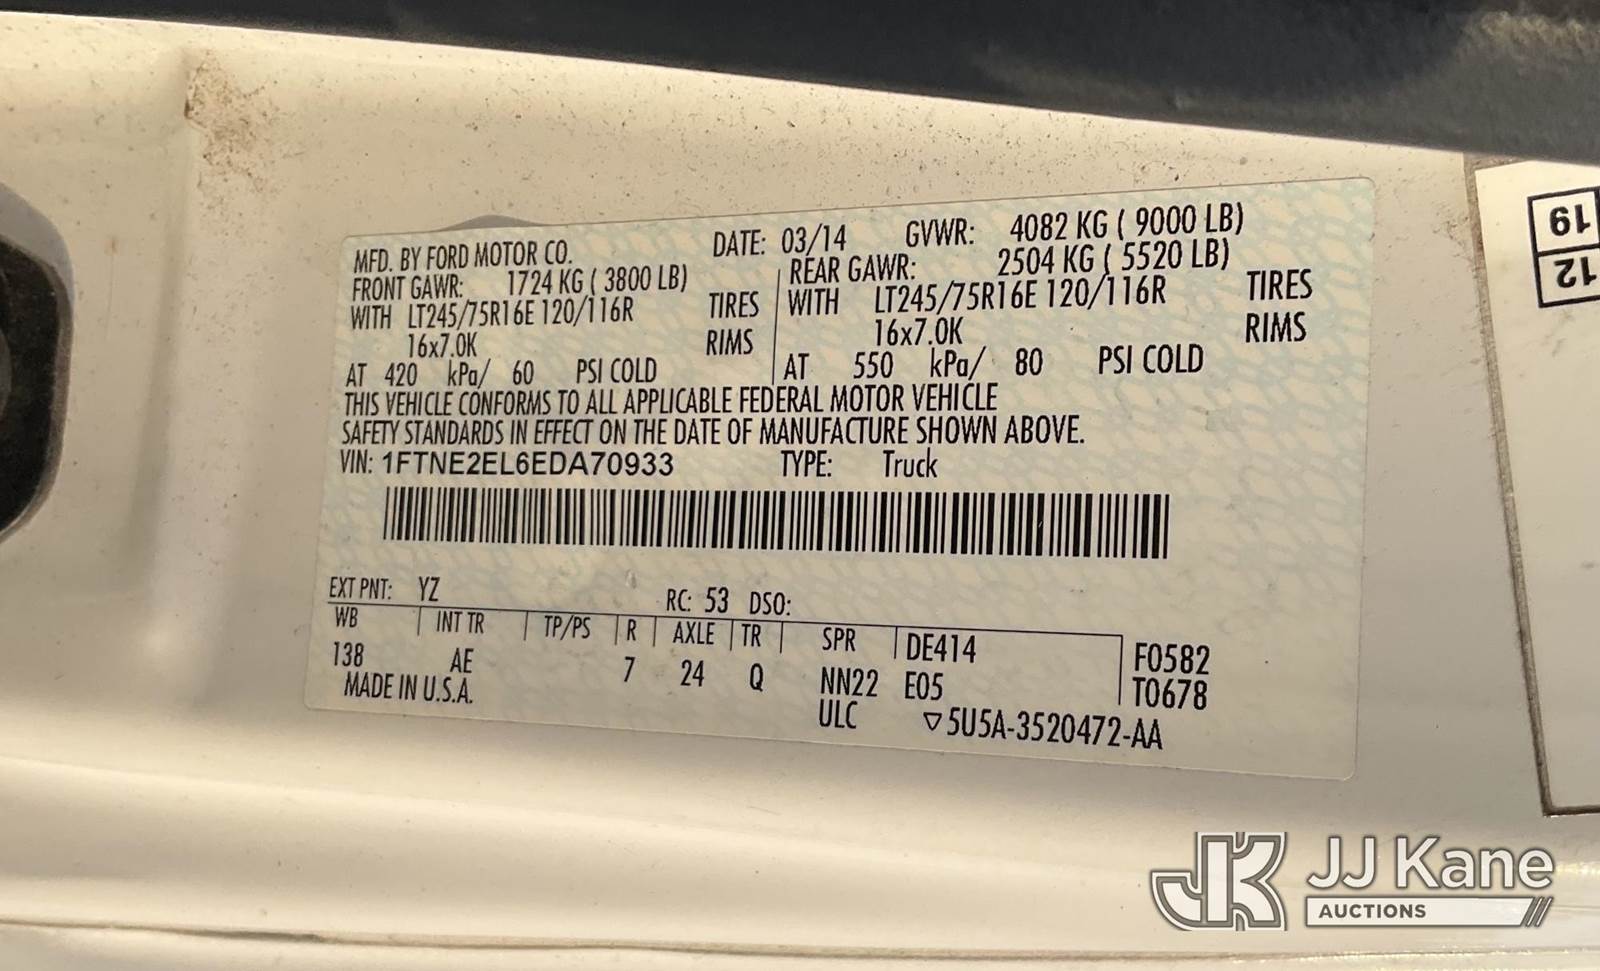 MFD. BY FORD MOTOR CO. DATE: 03/14 GVWR: 4082 KG ( 9000 LB)
FRONT GAWR: 1724 KG ( 3800 LB) REAR GAWR: 2504 KG ( 5520 LB)
WITH LT245/75R16E 120/116R TIRES WITH LT245/75R16E 120/116R TIRES
16x7.0K RIMS 16x7.0K RIMS
AT 420 kPa/ 60 PSI COLD AT 550 kPa/ 80 PSI COLD
THIS VEHICLE CONFORMS TO ALL APPLICABLE FEDERAL MOTOR VEHICLE
SAFETY STANDARDS IN EFFECT ON THE DATE OF MANUFACTURE SHOWN ABOVE.
VIN: 1FTNE2EL6EDA70933 TYPE: Truck
EXT PNT: YZ RC: 53 DSO:
WB INT TR TP/PS R AXLE TR SPR DE414 F0582
138 AE 7 24 Q NN22 E05 T0678
MADE IN U.S.A. ULC ▽5U5A-3520472-AA
19
12
JK JJ Kane
AUCTIONS